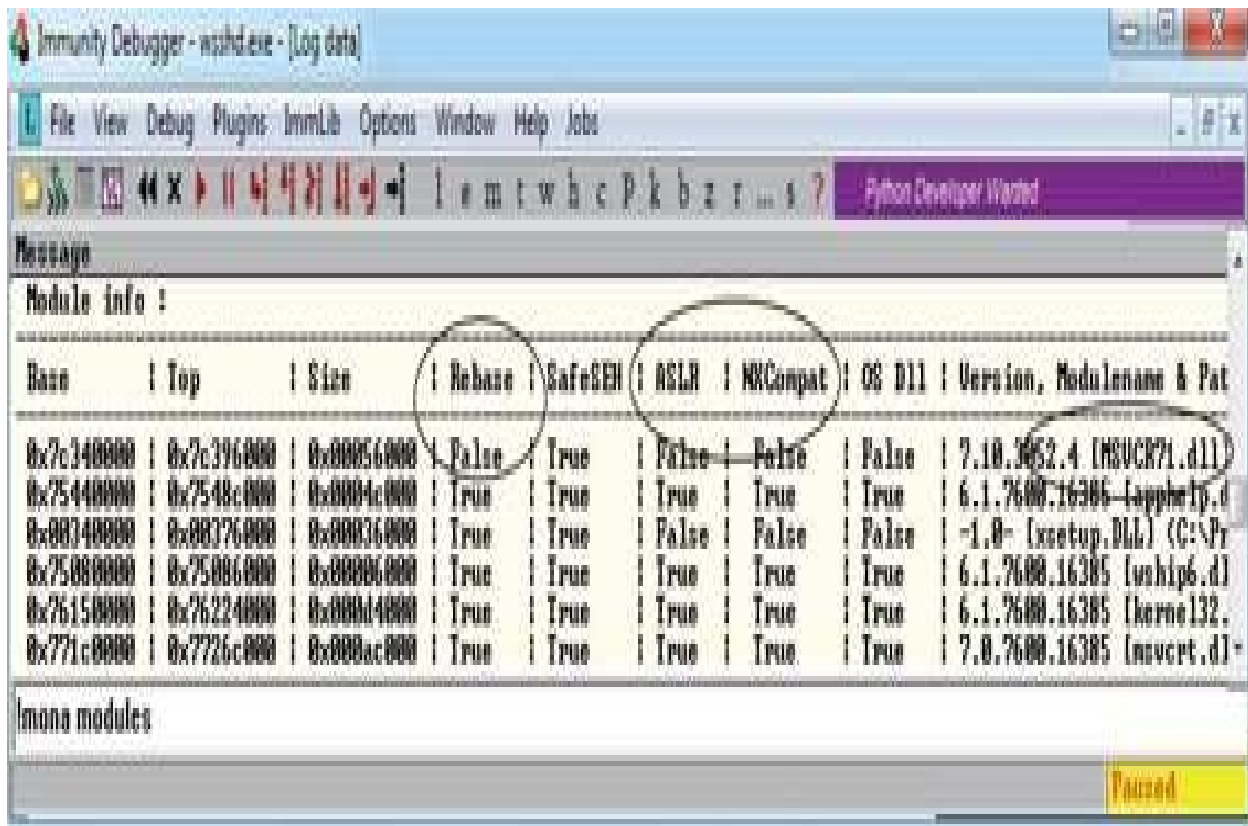 Immunity Debugger - wsshd.exe - [Log data]
L File View Debug Plugins ImmLib Options Window Help Jobs
l e m t w h c P k b z r ... s ? Python Developer Wanted
Message
Module info :
Base | Top | Size | Rebase | SafeSEH | ASLR | NXCompat | OS Dll | Version, Modulename & Pat
0x7c340000 | 0x7c396000 | 0x00056000 | False | True | False | False | False | 7.10.3052.4 [MSVCR71.dll]
0x75440000 | 0x7548c000 | 0x0004c000 | True | True | True | True | True | 6.1.7600.16385 [apphelp.d
0x00340000 | 0x00376000 | 0x00036000 | True | True | False | False | False | -1.0- [xsetup.DLL] (C:\Pr
0x75080000 | 0x75086000 | 0x00006000 | True | True | True | True | True | 6.1.7600.16385 [wship6.dl
0x76150000 | 0x76224000 | 0x000d4000 | True | True | True | True | True | 6.1.7600.16385 [kernel32.
0x771c0000 | 0x7726c000 | 0x000ac000 | True | True | True | True | True | 7.0.7600.16385 [msvcrt.dl
!mona modules
Paused